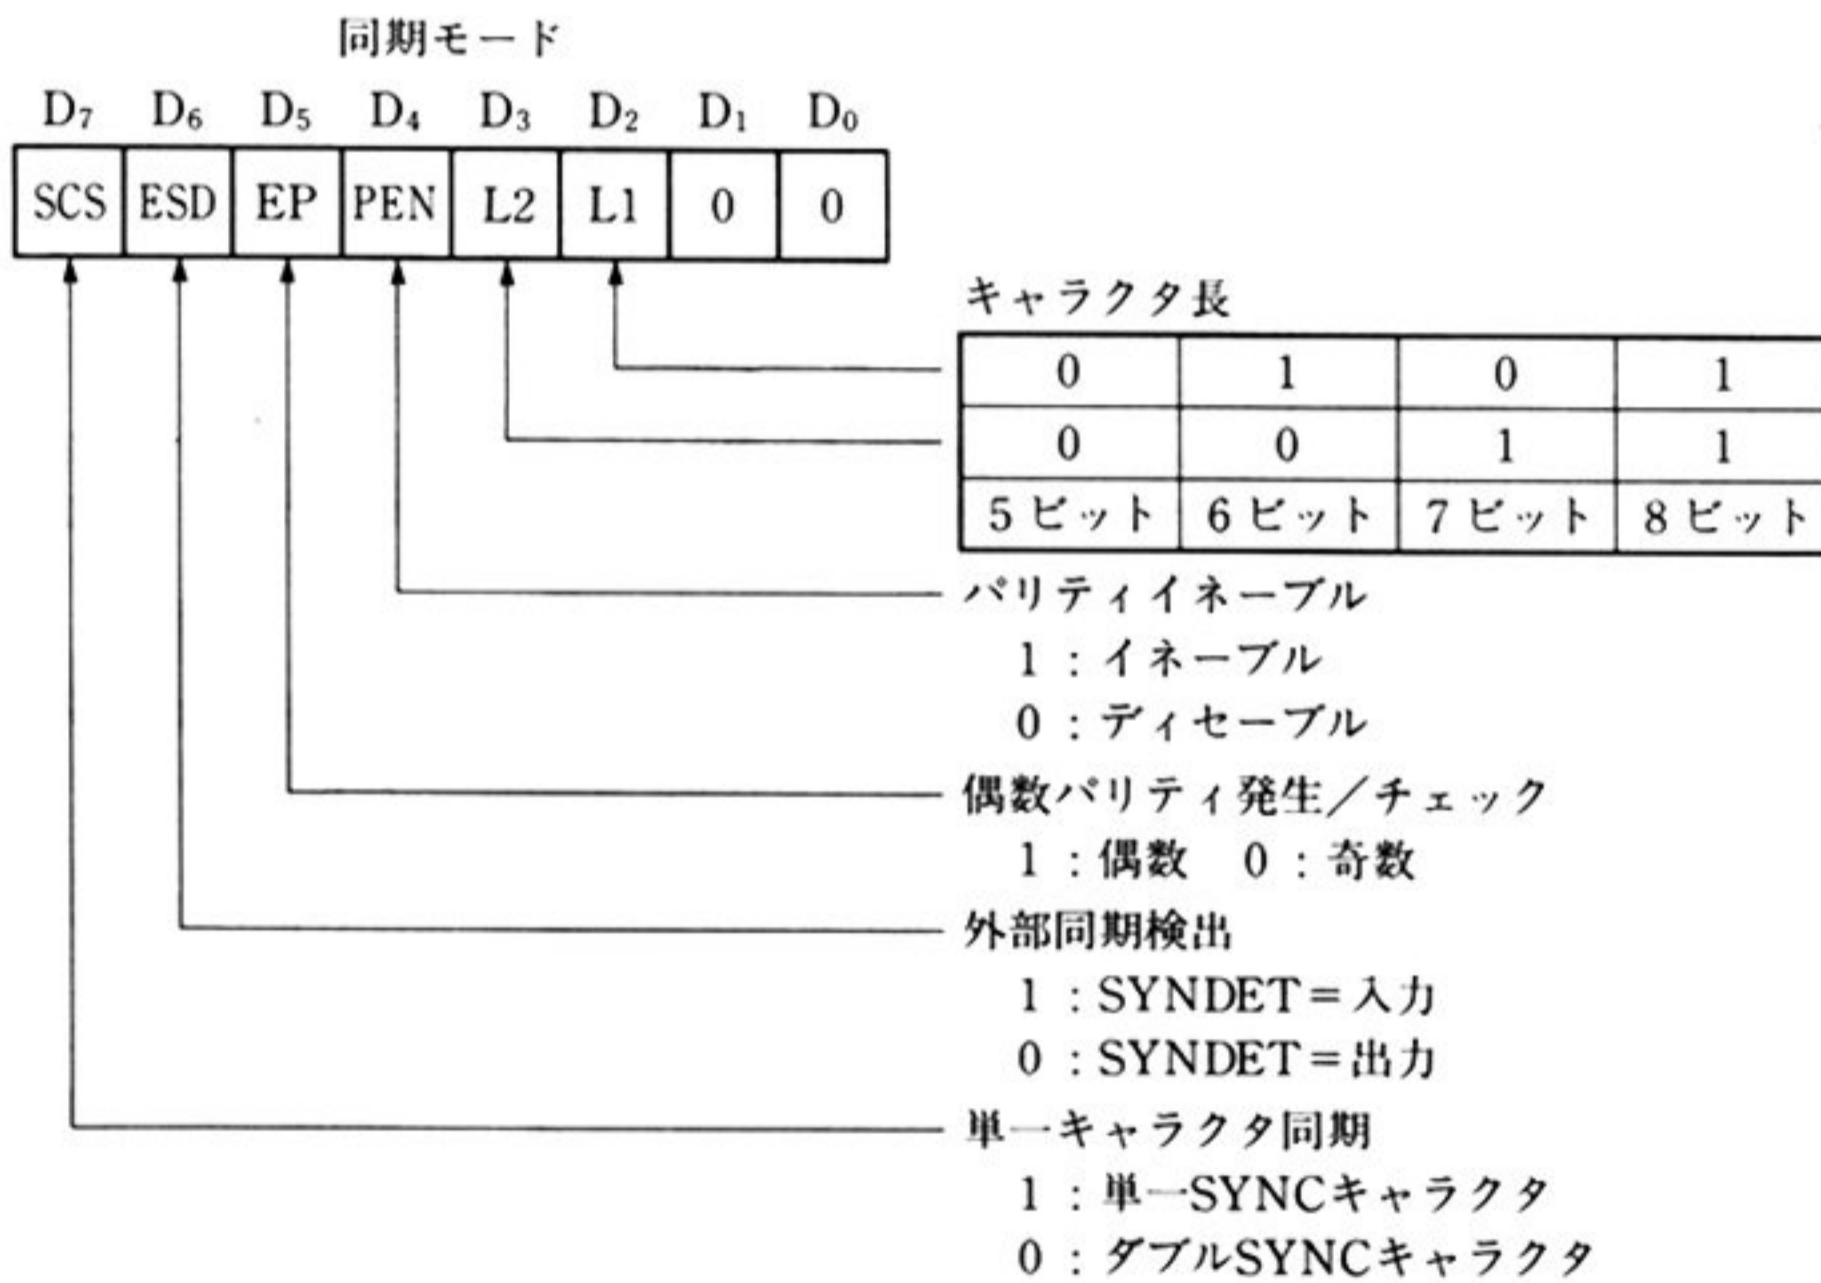 同期モード
D₇ D₆ D₅ D₄ D₃ D₂ D₁ D₀
SCS ESD EP PEN L2 L1 0 0
キャラクタ長
0 1 0 1
0 0 1 1
5ビット 6ビット 7ビット 8ビット
パリティイネーブル
1：イネーブル
0：ディセーブル
偶数パリティ発生／チェック
1：偶数 0：奇数
外部同期検出
1：SYNDET＝入力
0：SYNDET＝出力
単一キャラクタ同期
1：単一SYNCキャラクタ
0：ダブルSYNCキャラクタ